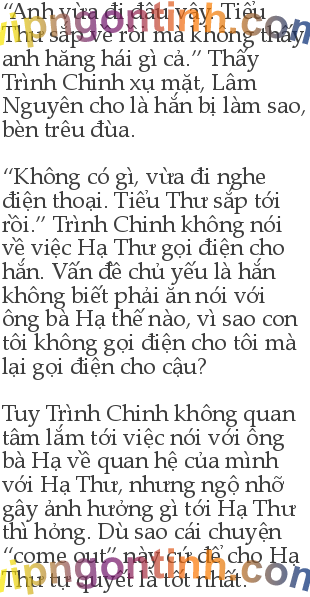 “Anh vừa đi đâu vậy. Tiểu
Thư sắp về rồi mà không thấy
anh hăng hái gì cả.” Thấy
Trình Chinh xụ mặt, Lâm
Nguyên cho là hắn bị làm sao,
bèn trêu đùa.
“Không có gì, vừa đi nghe
điện thoại. Tiểu Thư sắp tới
rồi.” Trình Chinh không nói
về việc Hạ Thư gọi điện cho
hắn. Vấn đề chủ yếu là hắn
không biết phải ăn nói với
ông bà Hạ thế nào, vì sao con
tôi không gọi điện cho tôi mà
lại gọi điện cho cậu?
Tuy Trình Chinh không quan
tâm lắm tới việc nói với ông
bà Hạ về quan hệ của mình
với Hạ Thư, nhưng ngộ nhỡ
gây ảnh hưởng gì tới Hạ Thư
thì hỏng. Dù sao cái chuyện
“come out” này cứ để cho Hạ
Thư tự quyết là tốt nhất.
vipngontinh.com
vipngontinh.com